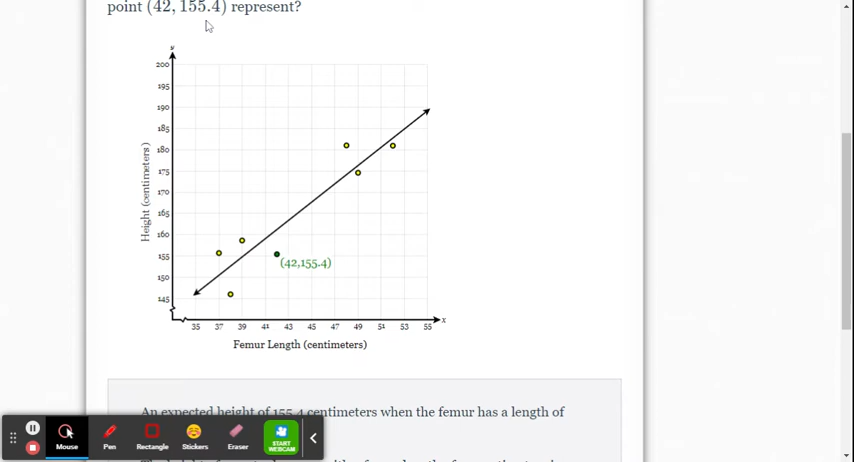 point (42, 155.4) represent?
y
200
195
190
185
180
175
170
165
160
155
150
145
Height (centimeters)
(42,155.4)
35 37 39 41 43 45 47 49 51 53 55 x
Femur Length (centimeters)
An expected height of 155.4 centimeters when the femur has a length of
Mouse Pen Rectangle Stickers Eraser START WEBCAM